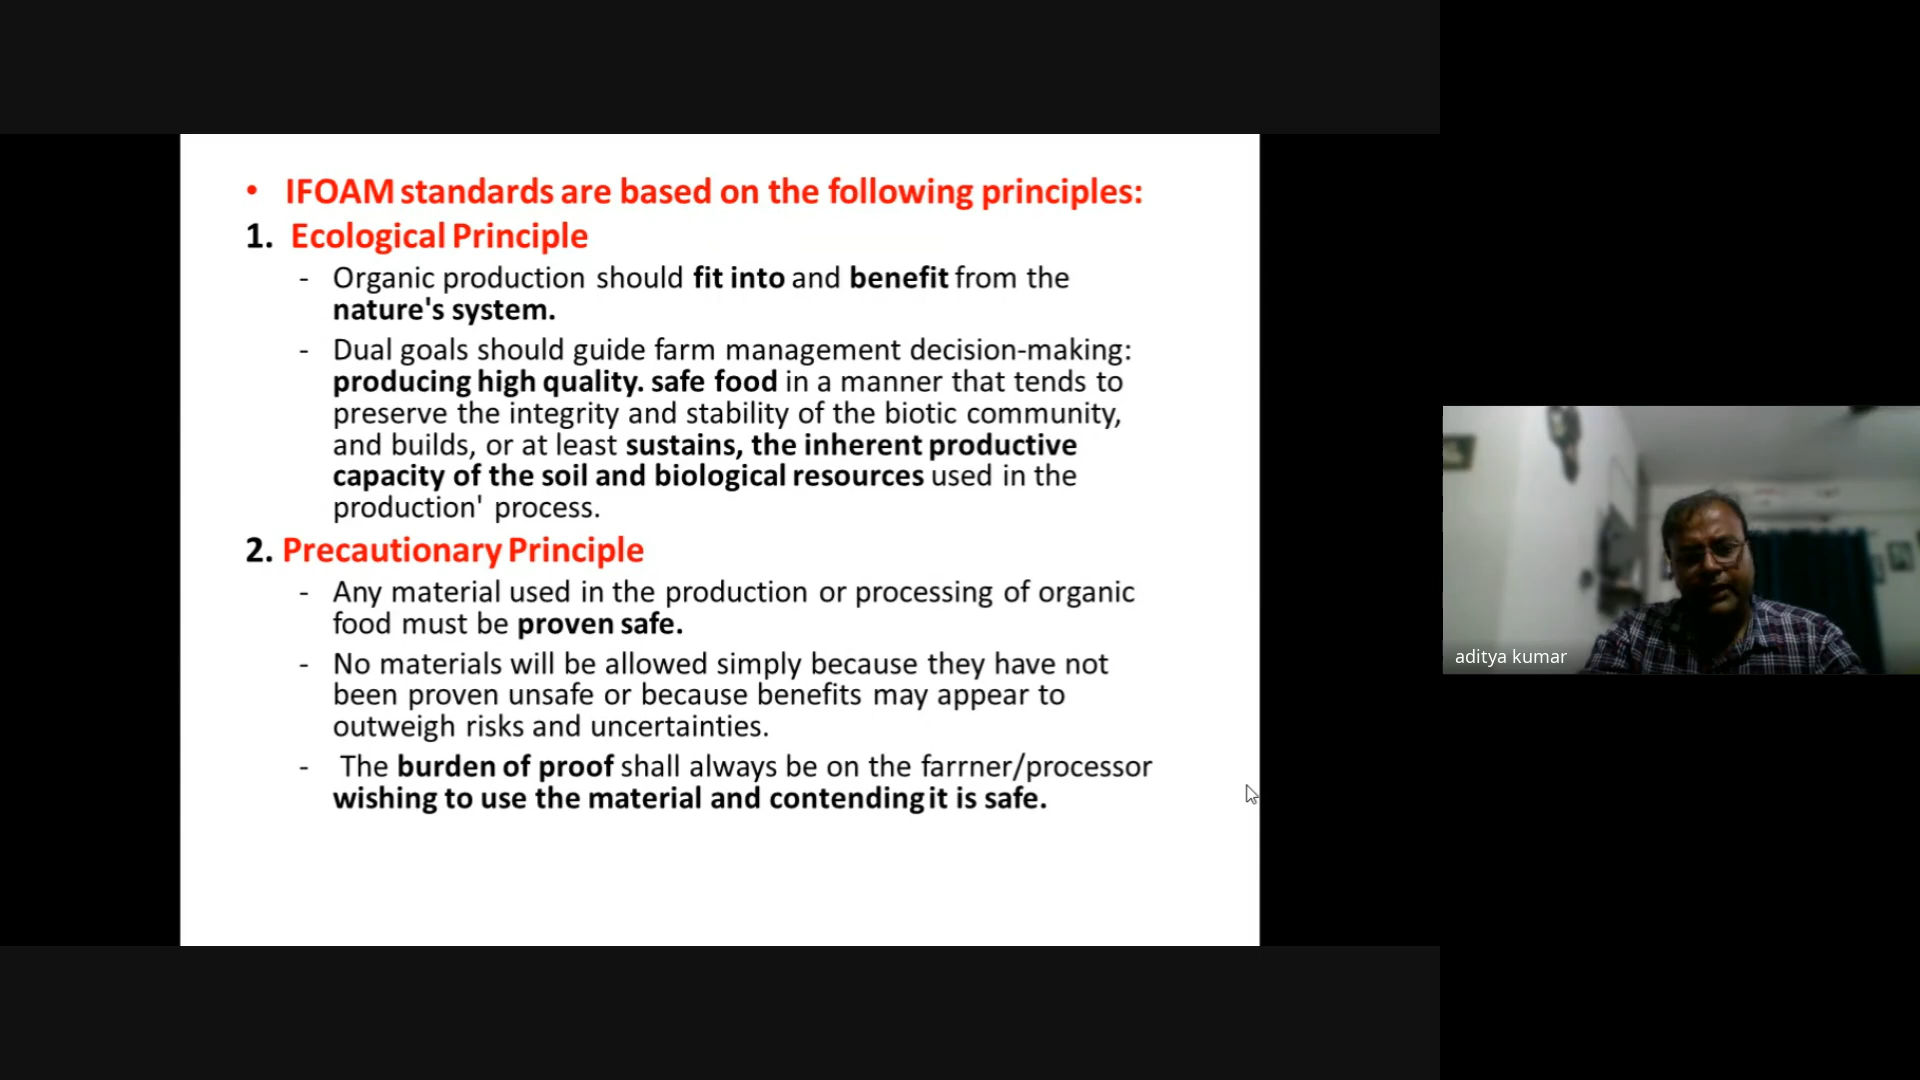 • IFOAM standards are based on the following principles:
1. Ecological Principle
- Organic production should fit into and benefit from the
nature's system.
- Dual goals should guide farm management decision-making:
producing high quality. safe food in a manner that tends to
preserve the integrity and stability of the biotic community,
and builds, or at least sustains, the inherent productive
capacity of the soil and biological resources used in the
production' process.
2. Precautionary Principle
- Any material used in the production or processing of organic
food must be proven safe.
- No materials will be allowed simply because they have not
been proven unsafe or because benefits may appear to
outweigh risks and uncertainties.
- The burden of proof shall always be on the farrner/processor
wishing to use the material and contending it is safe.
aditya kumar